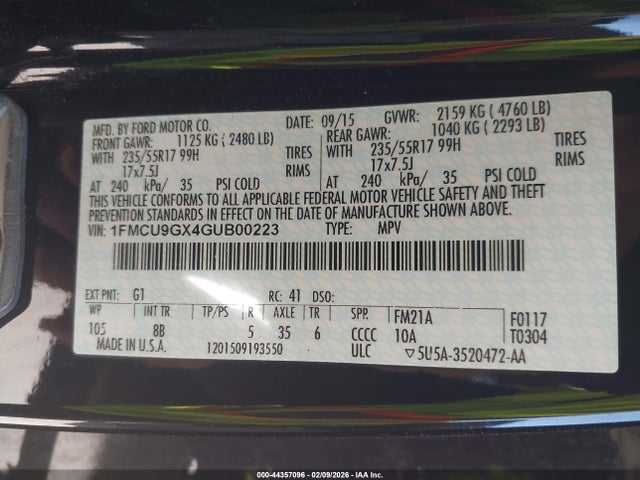 MFD. BY FORD MOTOR CO. DATE: 09/15 GVWR: 2159 KG ( 4760 LB)
FRONT GAWR: 1125 KG ( 2480 LB) REAR GAWR: 1040 KG ( 2293 LB)
WITH 235/55R17 99H TIRES WITH 235/55R17 99H TIRES
17x7.5J RIMS 17x7.5J RIMS
AT 240 kPa/ 35 PSI COLD AT 240 kPa/ 35 PSI COLD
THIS VEHICLE CONFORMS TO ALL APPLICABLE FEDERAL MOTOR VEHICLE SAFETY AND THEFT
PREVENTION STANDARDS IN EFFECT ON THE DATE OF MANUFACTURE SHOWN ABOVE.
VIN: 1FMCU9GX4GUB00223 TYPE: MPV
EXT PNT: G1 RC: 41 DSO:
WB INT TR TP/PS R AXLE TR SPR FM21A F0117
105 8B 5 35 6 CCCC 10A T0304
MADE IN U.S.A. 1201509193550 ULC ▽5U5A-3520472-AA
000-44357096 - 02/09/2026 - IAA Inc.